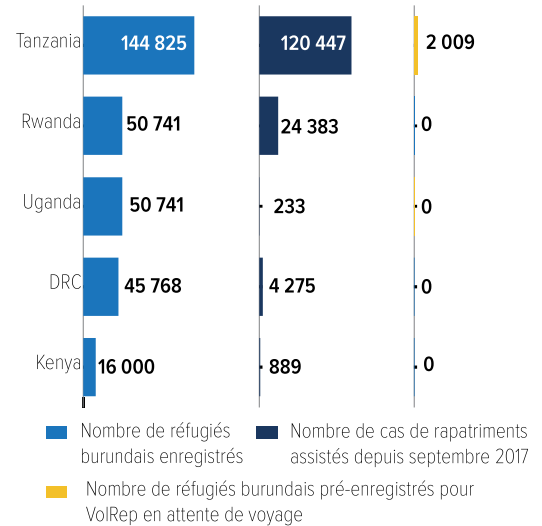 Tanzania 144 825 120 447 2 009
Rwanda 50 741 24 383 0
Uganda 50 741 233 0
DRC 45 768 4 275 0
Kenya 16 000 889 0
Nombre de réfugiés
burundais enregistrés
Nombre de cas de rapatriments
assistés depuis septembre 2017
Nombre de réfugiés burundais pré-enregistrés pour
VolRep en attente de voyage